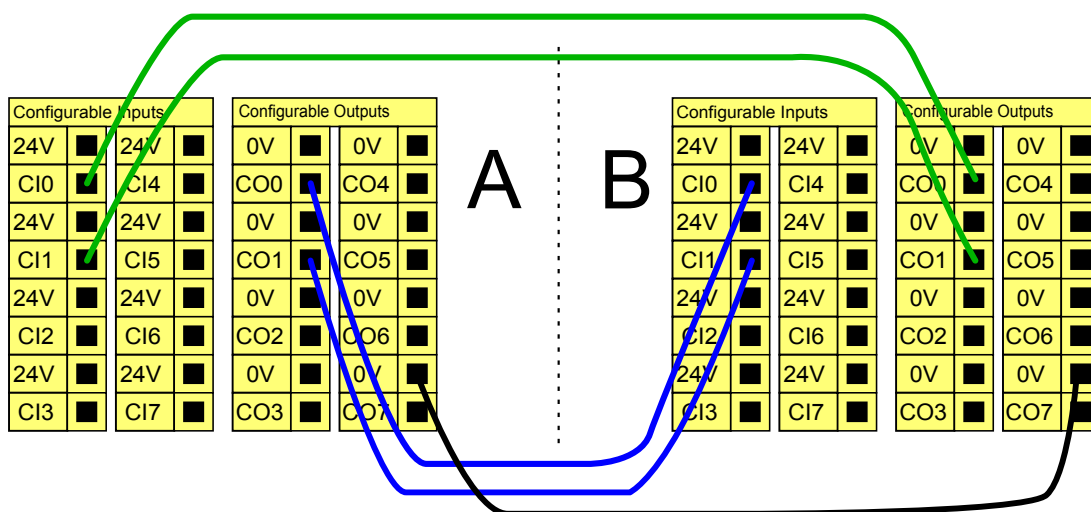 Configurable Inputs Configurable Outputs Configurable Inputs Configurable Outputs
24V 24V 0V 0V A B 24V 24V 0V 0V
CI0 CI4 CO0 CO4 CI0 CI4 CO0 CO4
24V 24V 0V 0V 24V 24V 0V 0V
CI1 CI5 CO1 CO5 CI1 CI5 CO1 CO5
24V 24V 0V 0V 24V 24V 0V 0V
CI2 CI6 CO2 CO6 CI2 CI6 CO2 CO6
24V 24V 0V 0V 24V 24V 0V 0V
CI3 CI7 CO3 CO7 CI3 CI7 CO3 CO7